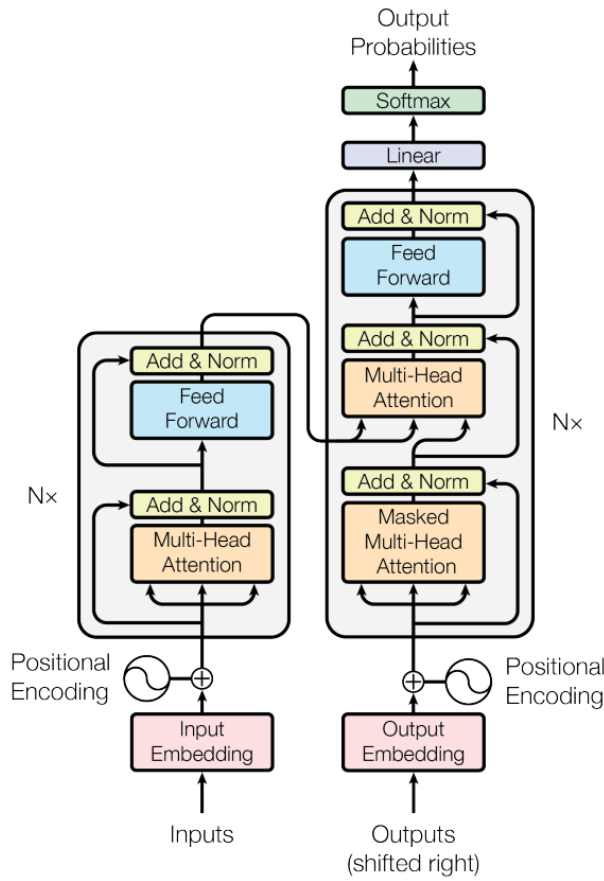 Output
Probabilities
Softmax
Linear
Add & Norm
Feed
Forward
Add & Norm
Multi-Head
Attention
Add & Norm
Masked
Multi-Head
Attention
Nx
Add & Norm
Feed
Forward
Add & Norm
Multi-Head
Attention
Nx
Positional
Encoding
Positional
Encoding
Input
Embedding
Output
Embedding
Inputs
Outputs
(shifted right)